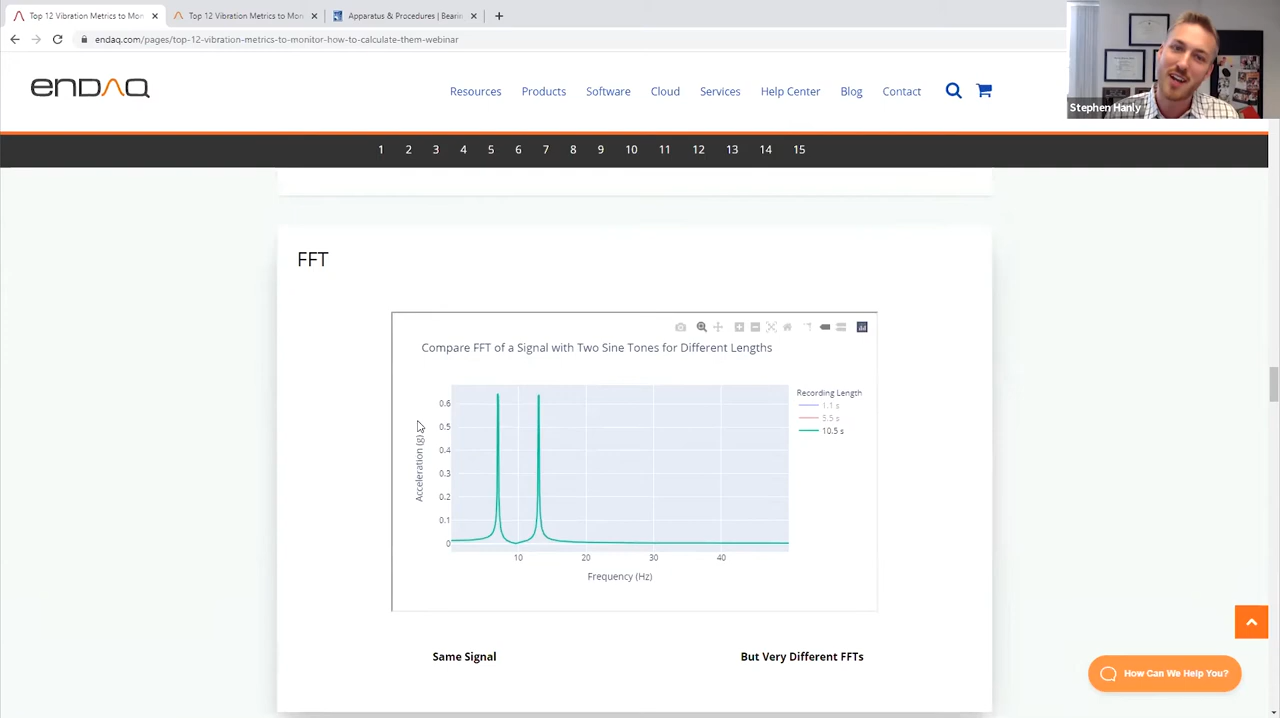 Top 12 Vibration Metrics to Mon
Top 12 Vibration Metrics to Mon
Apparatus & Procedures | Bearin
endaq.com/pages/top-12-vibration-metrics-to-monitor-how-to-calculate-them-webinar
Stephen Hanly
enDAQ
Resources Products Software Cloud Services Help Center Blog Contact
1 2 3 4 5 6 7 8 9 10 11 12 13 14 15
FFT
Compare FFT of a Signal with Two Sine Tones for Different Lengths
Recording Length
1.1 s
5.5 s
10.5 s
0.6
0.5
0.4
0.3
0.2
0.1
0
Acceleration (g)
10 20 30 40
Frequency (Hz)
Same Signal But Very Different FFTs
How Can We Help You?